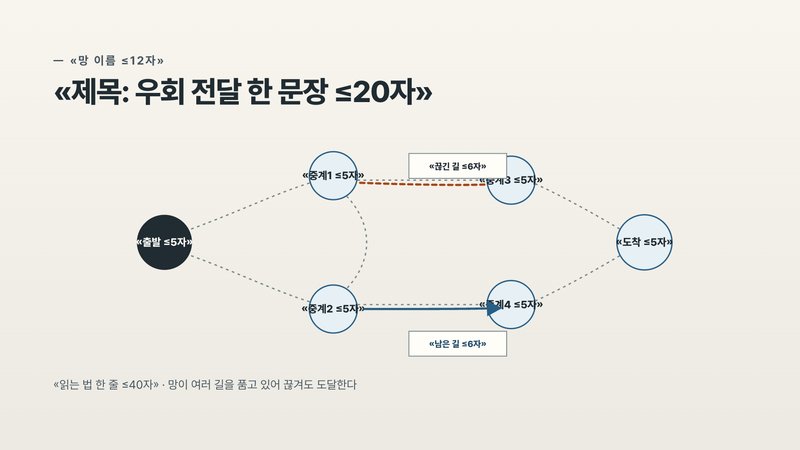 — «망 이름 ≤12자»
«제목: 우회 전달 한 문장 ≤20자»
«끊긴 길 ≤6자»
«중계1 ≤5자»
«중계3 ≤5자»
«출발 ≤5자»
«도착 ≤5자»
«중계2 ≤5자»
«중계4 ≤5자»
«남은 길 ≤6자»
«읽는 법 한 줄 ≤40자» · 망이 여러 길을 품고 있어 끊겨도 도달한다